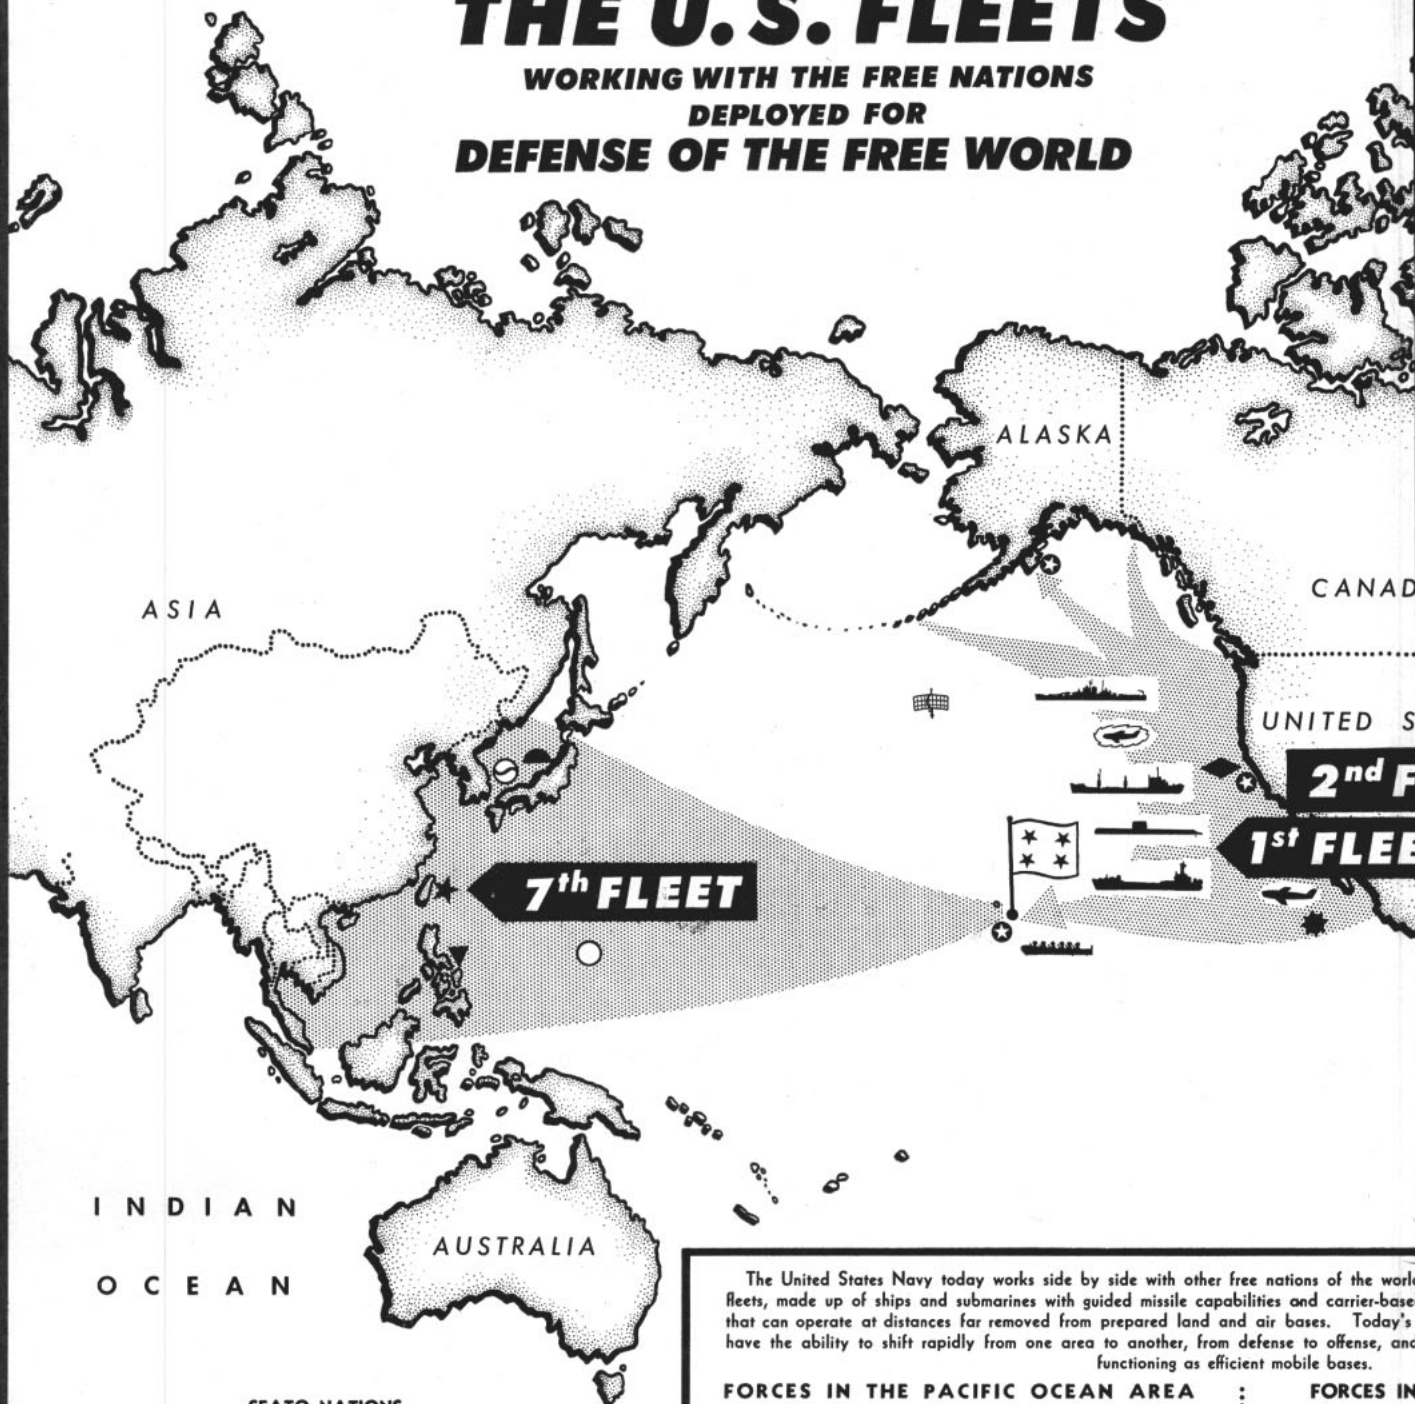 THE U.S. FLEETS
WORKING WITH THE FREE NATIONS
DEPLOYED FOR
DEFENSE OF THE FREE WORLD
ALASKA
ASIA
CANAD
UNITED S
2nd F
1st FLEE
7th FLEET
INDIAN
OCEAN
AUSTRALIA
The United States Navy today works side by side with other free nations of the worl
fleets, made up of ships and submarines with guided missile capabilities and carrier-base
that can operate at distances far removed from prepared land and air bases. Today's
have the ability to shift rapidly from one area to another, from defense to offense, and
functioning as efficient mobile bases.
FORCES IN THE PACIFIC OCEAN AREA : FORCES IN
SEATO NATIONS